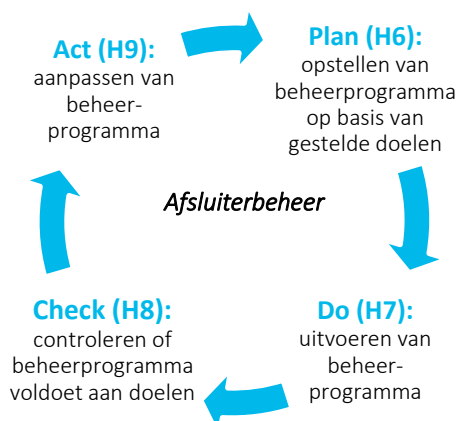 Act (H9):
aanpassen van
beheer-
programma
Plan (H6):
opstellen van
beheerprogramma
op basis van
gestelde doelen
Afsluiterbeheer
Check (H8):
controleren of
beheerprogramma
voldoet aan doelen
Do (H7):
uitvoeren van
beheer-
programma